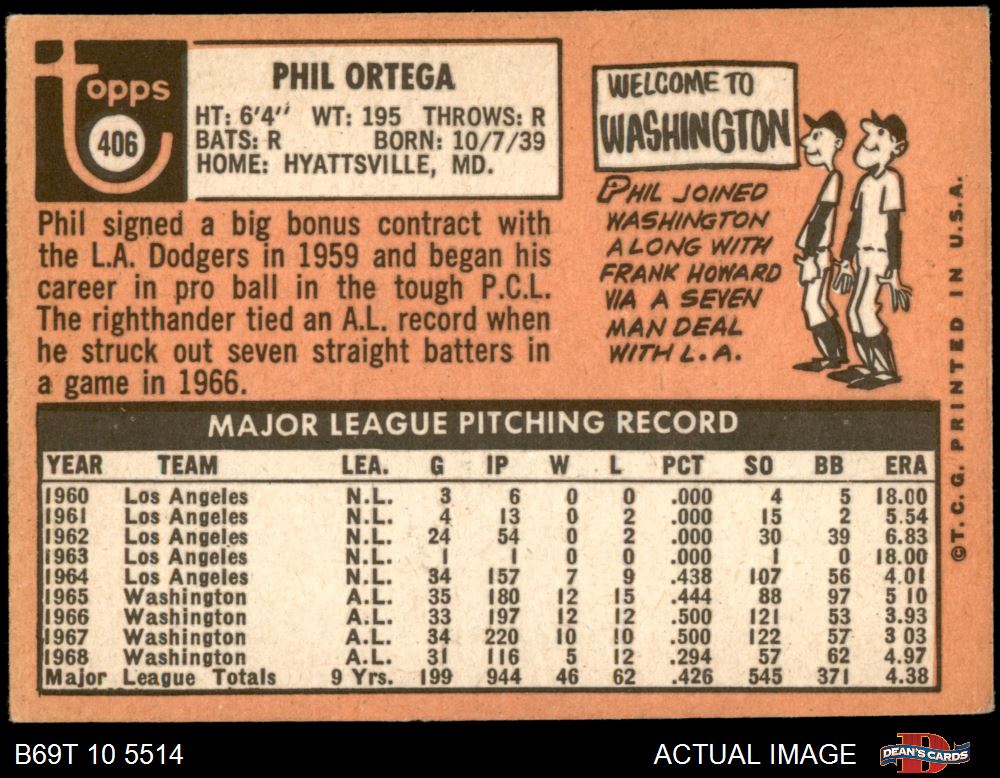 Topps
406
PHIL ORTEGA
HT: 6'4" WT: 195 THROWS: R
BATS: R BORN: 10/7/39
HOME: HYATTSVILLE, MD.
Phil signed a big bonus contract with
the L.A. Dodgers in 1959 and began his
career in pro ball in the tough P.C.L.
The righthander tied an A.L. record when
he struck out seven straight batters in
a game in 1966.
WELCOME TO
WASHINGTON
PHIL JOINED
WASHINGTON
ALONG WITH
FRANK HOWARD
VIA A SEVEN
MAN DEAL
WITH L.A.
MAJOR LEAGUE PITCHING RECORD
YEAR TEAM LEA. G IP W L PCT SO BB ERA
1960 Los Angeles N.L. 3 6 0 0 .000 4 5 18.00
1961 Los Angeles N.L. 4 13 0 2 .000 15 2 5.54
1962 Los Angeles N.L. 24 54 0 2 .000 30 39 6.83
1963 Los Angeles N.L. 1 1 0 0 .000 1 0 18.00
1964 Los Angeles N.L. 34 157 7 9 .438 107 56 4.01
1965 Washington A.L. 35 180 12 15 .444 88 97 5 10
1966 Washington A.L. 33 197 12 12 .500 121 53 3.93
1967 Washington A.L. 34 220 10 10 .500 122 57 3 03
1968 Washington A.L. 31 116 5 12 .294 57 62 4.97
Major League Totals 9 Yrs. 199 944 46 62 .426 545 371 4.38
©T.C.G. PRINTED IN U.S.A.
B69T 10 5514
ACTUAL IMAGE
DEAN'S CARDS